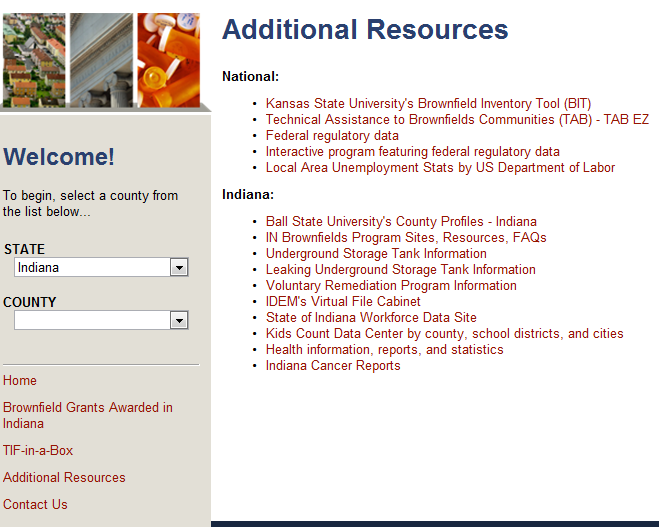 Welcome!
To begin, select a county from
the list below...
STATE
Indiana
COUNTY
Home
Brownfield Grants Awarded in
Indiana
TIF-in-a-Box
Additional Resources
Contact Us
Additional Resources
National:
• Kansas State University's Brownfield Inventory Tool (BIT)
• Technical Assistance to Brownfields Communities (TAB) - TAB EZ
• Federal regulatory data
• Interactive program featuring federal regulatory data
• Local Area Unemployment Stats by US Department of Labor
Indiana:
• Ball State University's County Profiles - Indiana
• IN Brownfields Program Sites, Resources, FAQs
• Underground Storage Tank Information
• Leaking Underground Storage Tank Information
• Voluntary Remediation Program Information
• IDEM's Virtual File Cabinet
• State of Indiana Workforce Data Site
• Kids Count Data Center by county, school districts, and cities
• Health information, reports, and statistics
• Indiana Cancer Reports